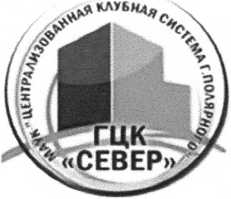 МАУК "ЦЕНТРАЛИЗОВАННАЯ КЛУБНАЯ СИСТЕМА Г.ПОЛЯРНОГО"
ГЦК
«СЕВЕР»